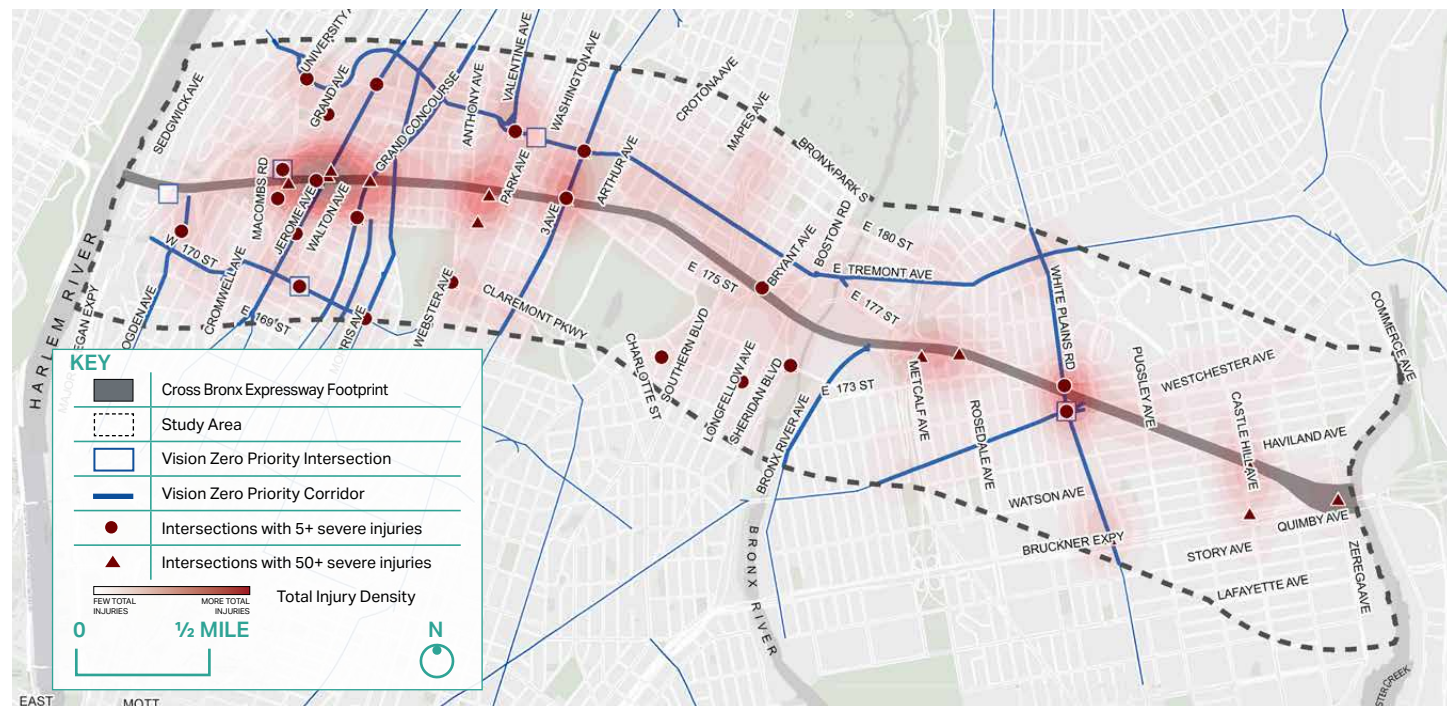 UNIVERSITY
SEDGWICK AVE
GRAND AVE
GRAND CONCOURSE
ANTHONY AVE
VALENTINE AVE
WASHINGTON AVE
CROTONA AVE
MAPES AVE
BRONX PARK S
MACOMBS RD
JEROME AVE
WALTON AVE
PARK AVE
3 AVE
ARTHUR AVE
W 170 ST
CROMWELL AVE
OGDEN AVE
E 169 ST
MORRIS AVE
WEBSTER AVE
CLAREMONT PKWY
E 175 ST
BRYANT AVE
BOSTON RD
E 180 ST
E TREMONT AVE
E 177 ST
WHITE PLAINS RD
COMMERCE AVE
HARLEM RIVER
EGAN EXPY
CHARLOTTE ST
SOUTHERN BLVD
LONGFELLOW AVE
SHERIDAN BLVD
E 173 ST
BRONX RIVER AVE
METCALF AVE
ROSEDALE AVE
PUGSLEY AVE
WESTCHESTER AVE
CASTLE HILL AVE
HAVILAND AVE
WATSON AVE
BRUCKNER EXPY
QUIMBY AVE
STORY AVE
LAFAYETTE AVE
ZEREGA AVE
BRONX RIVER
KEY
Cross Bronx Expressway Footprint
Study Area
Vision Zero Priority Intersection
Vision Zero Priority Corridor
Intersections with 5+ severe injuries
Intersections with 50+ severe injuries
FEW TOTAL
INJURIES
MORE TOTAL
INJURIES
Total Injury Density
0
½ MILE
N
EAST
MOTT
CREEK